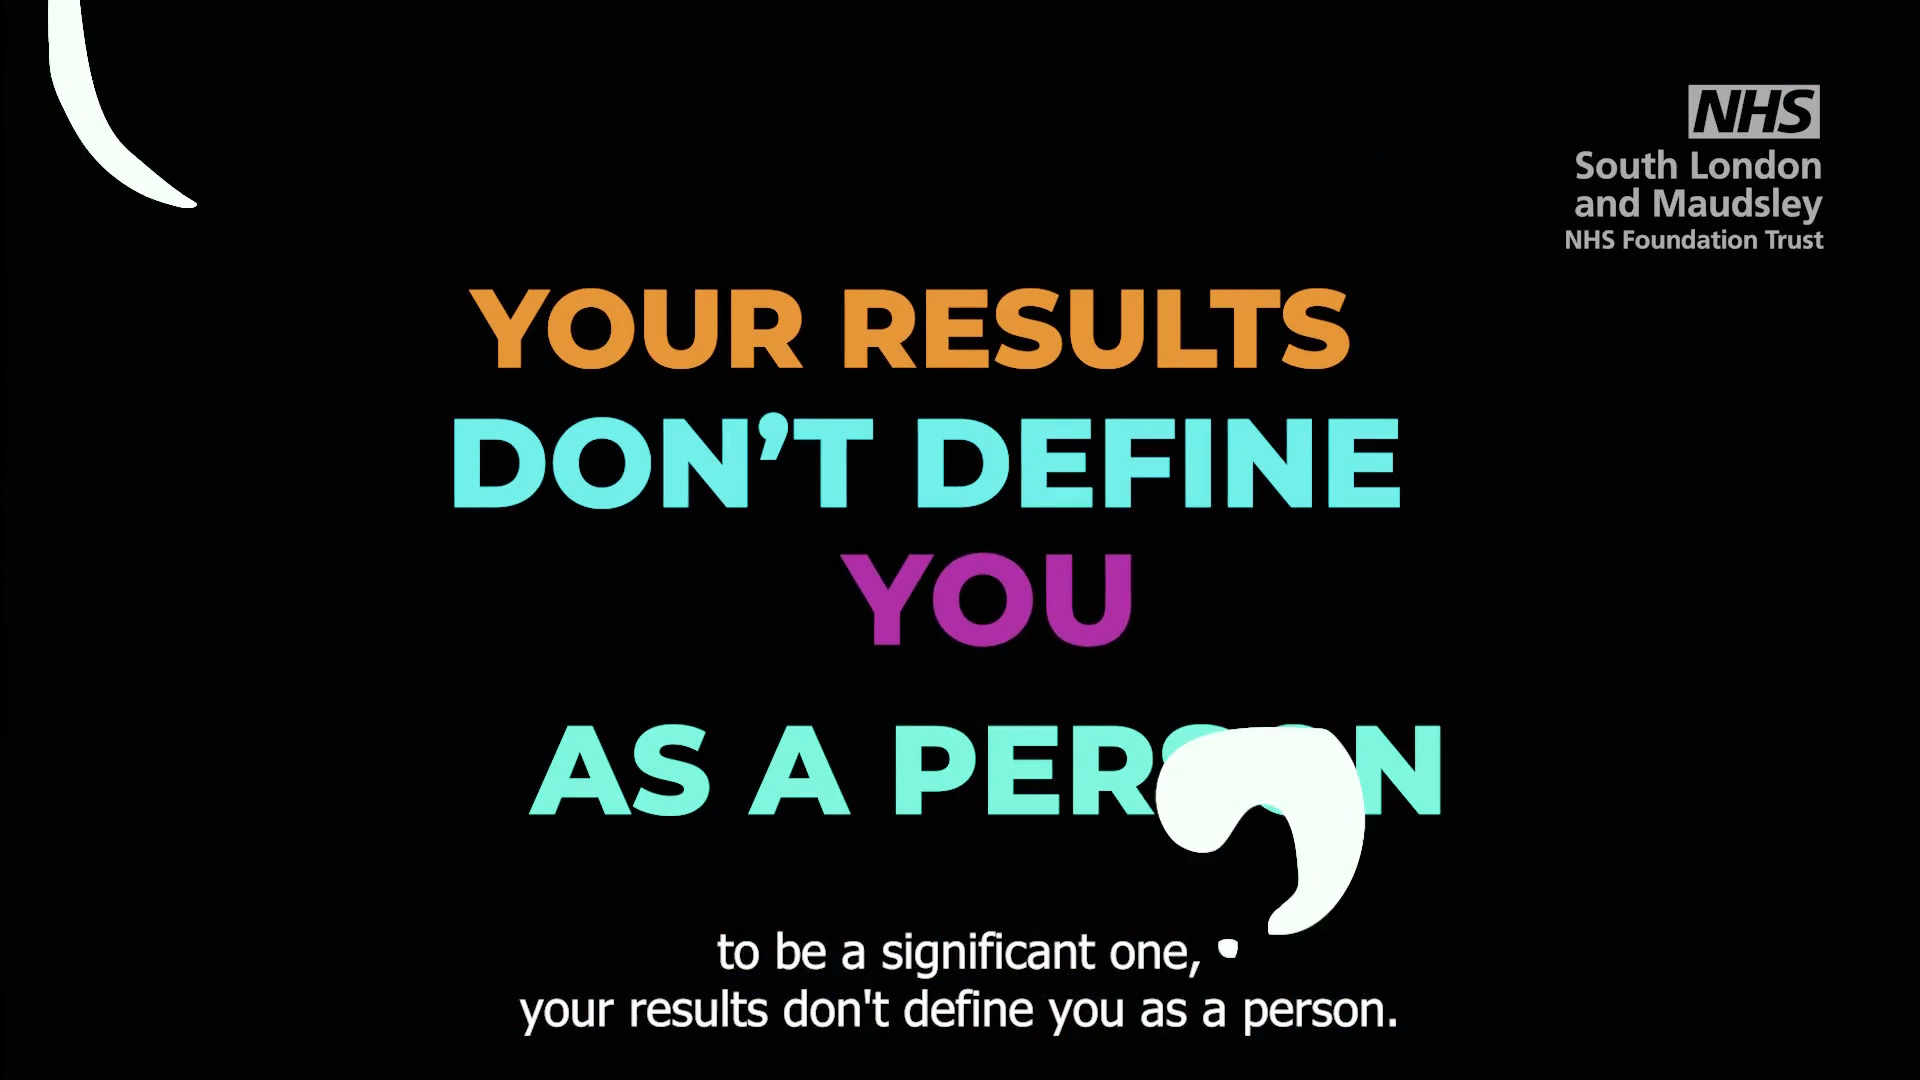 NHS
South London
and Maudsley
NHS Foundation Trust
YOUR RESULTS
DON’T DEFINE
YOU
AS A PERSON
to be a significant one,
your results don't define you as a person.